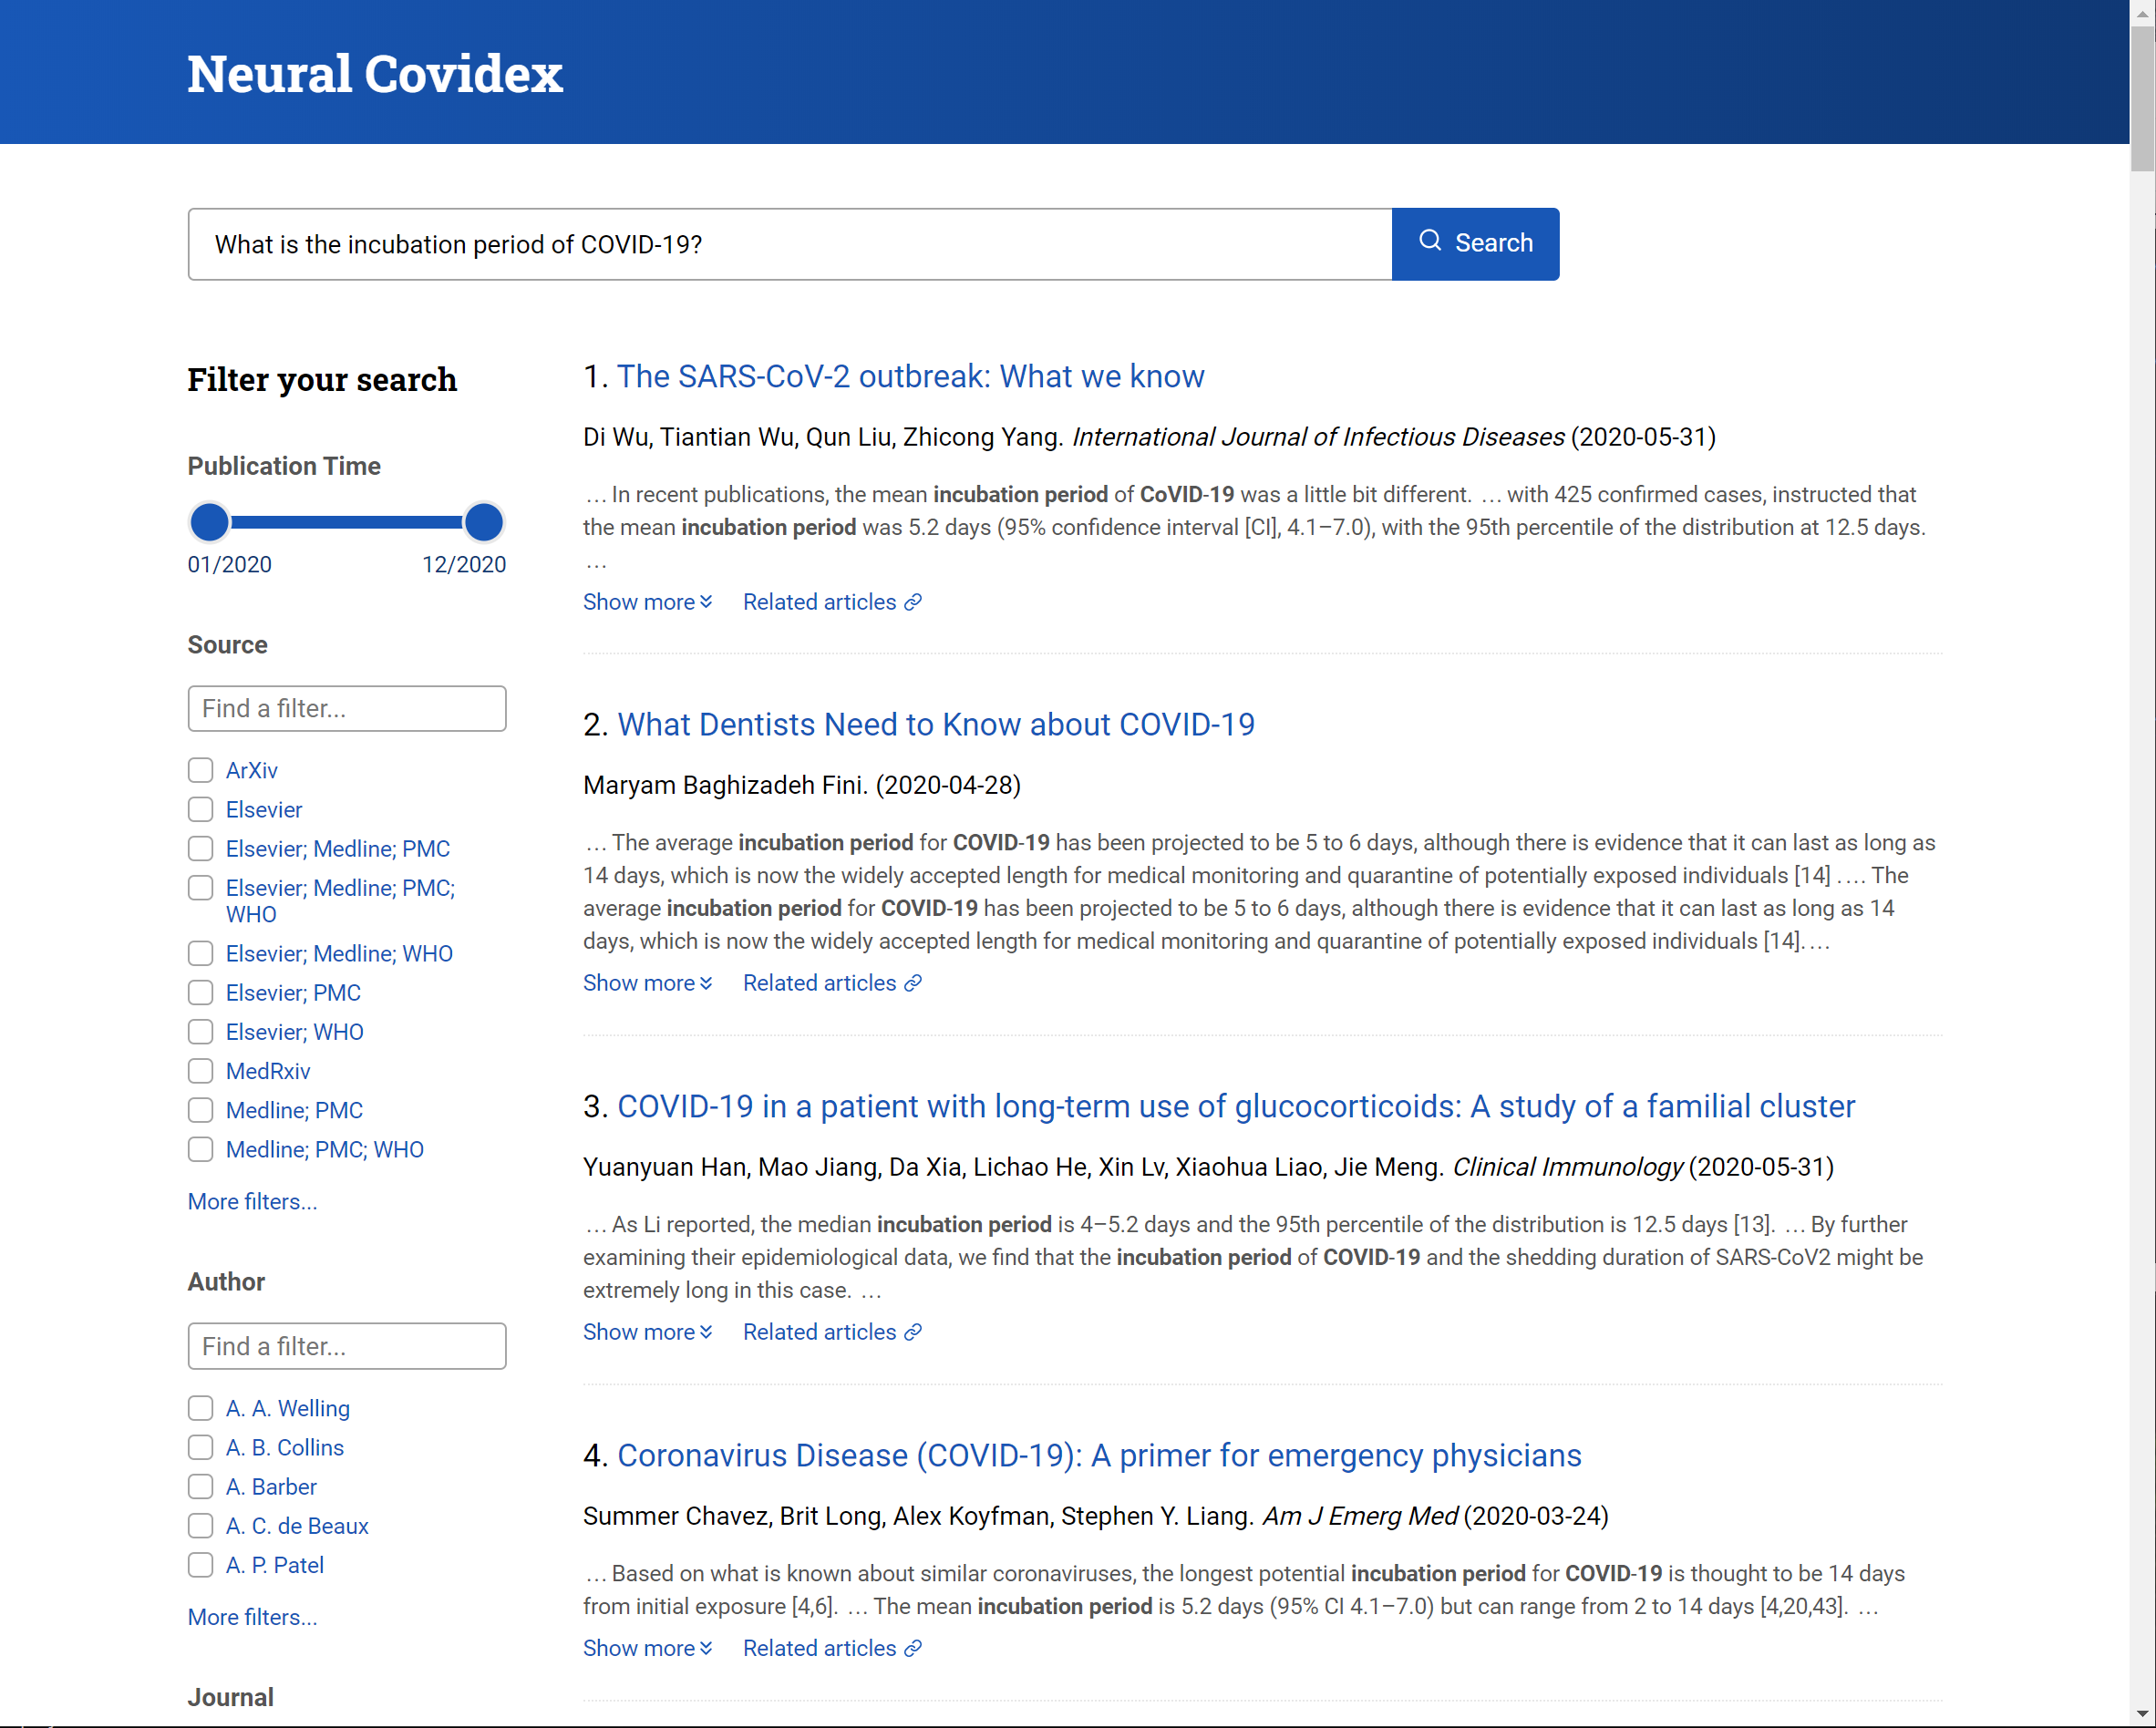 Neural Covidex
What is the incubation period of COVID-19?
Search
Filter your search
Publication Time
01/2020 12/2020
Source
Find a filter...
ArXiv
Elsevier
Elsevier; Medline; PMC
Elsevier; Medline; PMC;
WHO
Elsevier; Medline; WHO
Elsevier; PMC
Elsevier; WHO
MedRxiv
Medline; PMC
Medline; PMC; WHO
More filters...
Author
Find a filter...
A. A. Welling
A. B. Collins
A. Barber
A. C. de Beaux
A. P. Patel
More filters...
Journal
1. The SARS-CoV-2 outbreak: What we know
Di Wu, Tiantian Wu, Qun Liu, Zhicong Yang. International Journal of Infectious Diseases (2020-05-31)
... In recent publications, the mean incubation period of CoVID-19 was a little bit different. ... with 425 confirmed cases, instructed that
the mean incubation period was 5.2 days (95% confidence interval [CI], 4.1–7.0), with the 95th percentile of the distribution at 12.5 days.
...
Show more Related articles
2. What Dentists Need to Know about COVID-19
Maryam Baghizadeh Fini. (2020-04-28)
... The average incubation period for COVID-19 has been projected to be 5 to 6 days, although there is evidence that it can last as long as
14 days, which is now the widely accepted length for medical monitoring and quarantine of potentially exposed individuals [14] .... The
average incubation period for COVID-19 has been projected to be 5 to 6 days, although there is evidence that it can last as long as 14
days, which is now the widely accepted length for medical monitoring and quarantine of potentially exposed individuals [14]. ...
Show more Related articles
3. COVID-19 in a patient with long-term use of glucocorticoids: A study of a familial cluster
Yuanyuan Han, Mao Jiang, Da Xia, Lichao He, Xin Lv, Xiaohua Liao, Jie Meng. Clinical Immunology (2020-05-31)
... As Li reported, the median incubation period is 4–5.2 days and the 95th percentile of the distribution is 12.5 days [13]. ... By further
examining their epidemiological data, we find that the incubation period of COVID-19 and the shedding duration of SARS-CoV2 might be
extremely long in this case. ...
Show more Related articles
4. Coronavirus Disease (COVID-19): A primer for emergency physicians
Summer Chavez, Brit Long, Alex Koyfman, Stephen Y. Liang. Am J Emerg Med (2020-03-24)
... Based on what is known about similar coronaviruses, the longest potential incubation period for COVID-19 is thought to be 14 days
from initial exposure [4,6]. ... The mean incubation period is 5.2 days (95% CI 4.1–7.0) but can range from 2 to 14 days [4,20,43]. ...
Show more Related articles